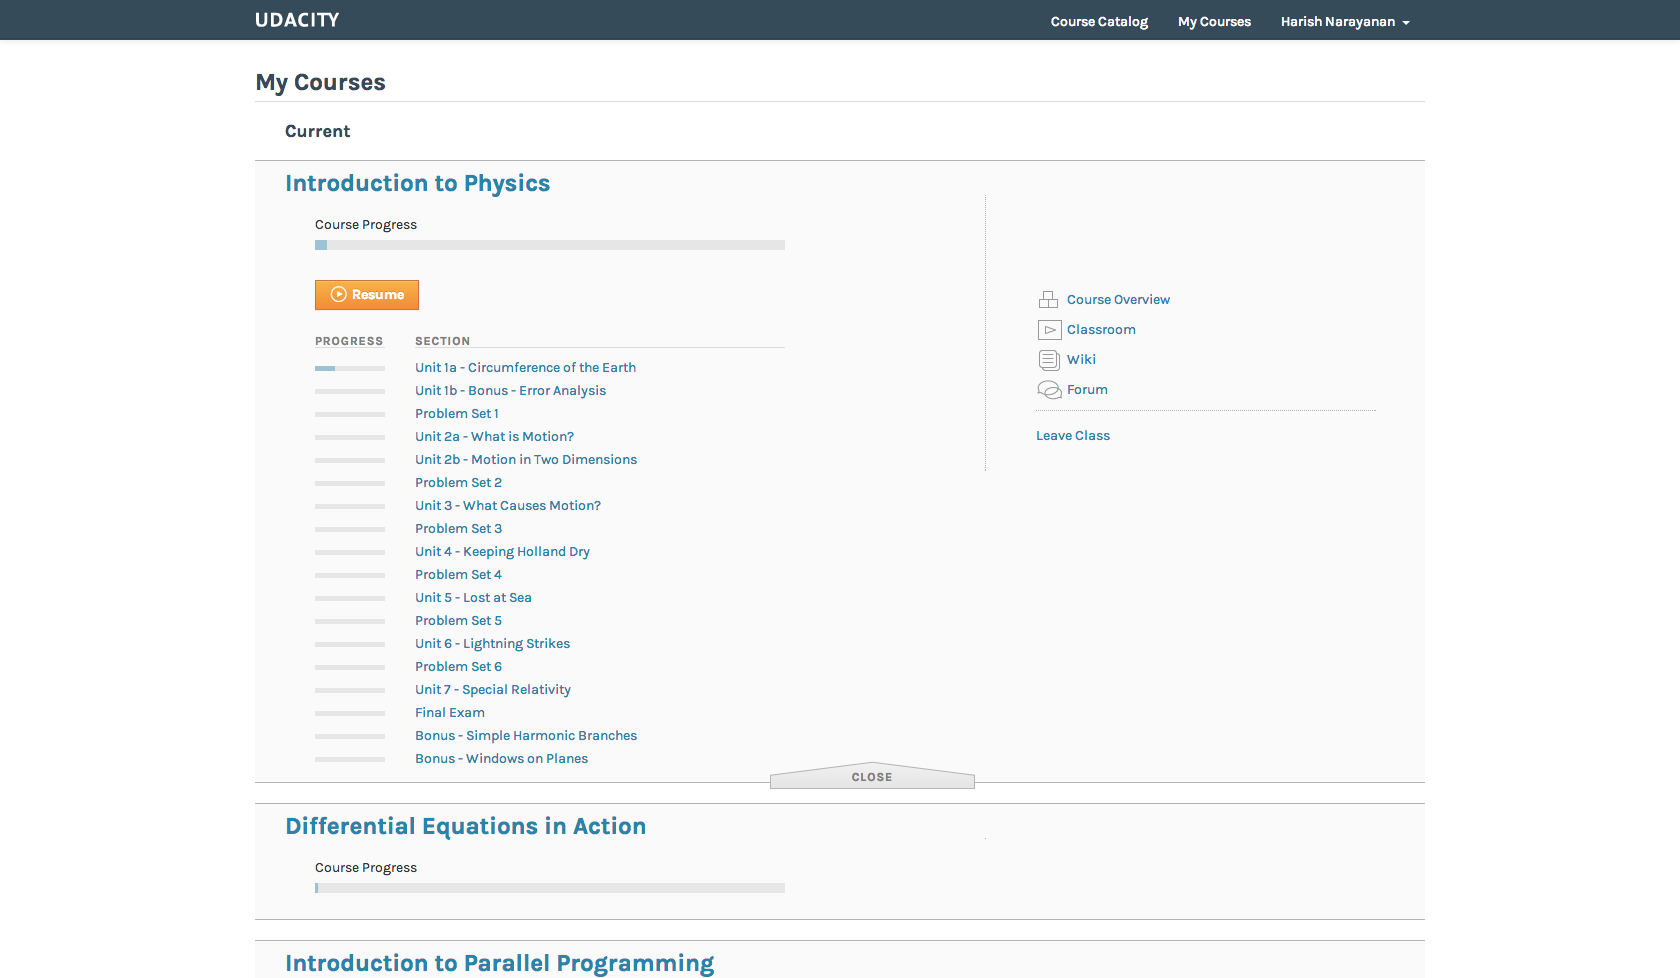 UDACITY
Course Catalog My Courses Harish Narayanan
My Courses
Current
Introduction to Physics
Course Progress
Resume
PROGRESS SECTION
Unit 1a - Circumference of the Earth
Unit 1b - Bonus - Error Analysis
Problem Set 1
Unit 2a - What is Motion?
Unit 2b - Motion in Two Dimensions
Problem Set 2
Unit 3 - What Causes Motion?
Problem Set 3
Unit 4 - Keeping Holland Dry
Problem Set 4
Unit 5 - Lost at Sea
Problem Set 5
Unit 6 - Lightning Strikes
Problem Set 6
Unit 7 - Special Relativity
Final Exam
Bonus - Simple Harmonic Branches
Bonus - Windows on Planes
Course Overview
Classroom
Wiki
Forum
Leave Class
CLOSE
Differential Equations in Action
Course Progress
Introduction to Parallel Programming